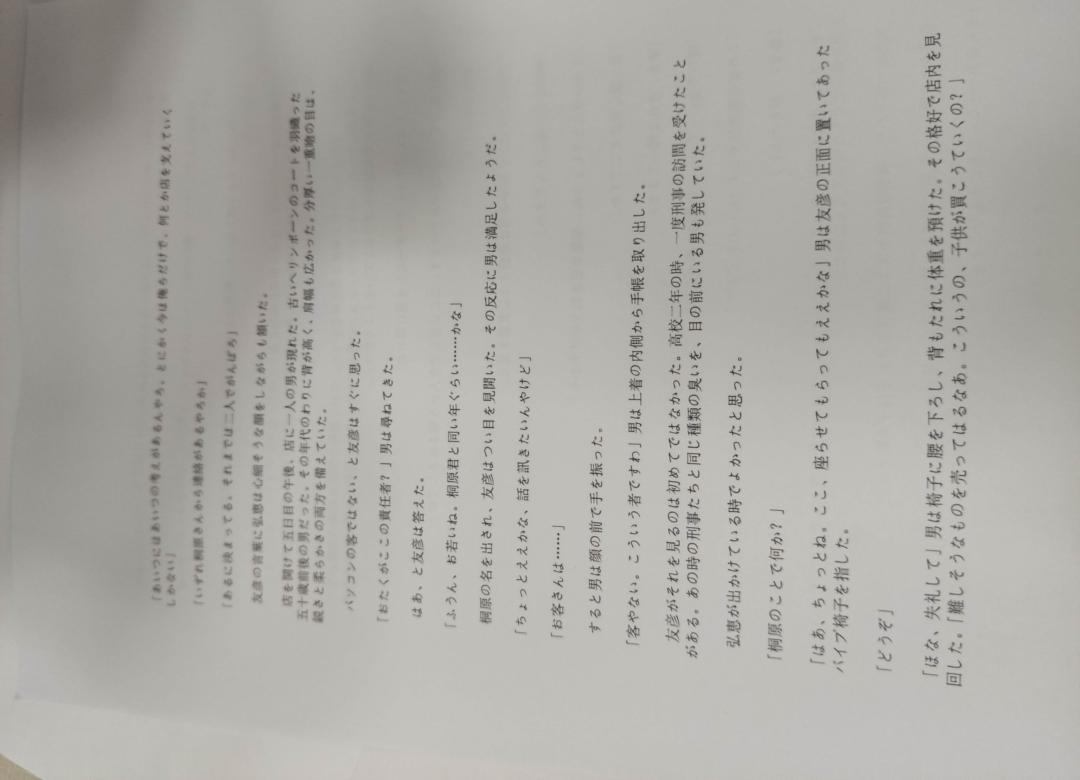 「あいつにはあいつの考えがあるんやろ。とにかく今は俺らだけで、何とか店を支えていく
しかない」
「いずれ桐原さんから連絡があるやろか」
「あるに決まってる。それまでは二人でがんばろ」
友彦の言葉に弘恵は心細そうな顔をしながらも頷いた。
店を開けて五日目の午後、店に一人の男が現れた。古いヘリンボーンのコートを羽織った
五十歳前後の男だった。その年代のわりに背が高く、肩幅も広かった。分厚い一重瞼の目は、
鋭さと柔らかさの両方を備えていた。
パソコンの客ではない、と友彦はすぐに思った。
「おたくがここの責任者?」男は尋ねてきた。
はあ、と友彦は答えた。
「ふうん、お若いね。桐原君と同い年ぐらい……かな」
桐原の名を出され、友彦はつい目を見開いた。その反応に男は満足したようだ。
「ちょっとええかな、話を訊きたいんやけど」
「お客さんは……」
すると男は顔の前で手を振った。
「客やない。こういう者ですわ」男は上着の内側から手帳を取り出した。
友彦がそれを見るのは初めてではなかった。高校二年の時、一度刑事の訪問を受けたこと
がある。あの時の刑事たちと同じ種類の臭いを、目の前にいる男も発していた。
弘恵が出かけている時でよかったと思った。
「桐原のことで何か?」
「はあ、ちょっとね。ここ、座らせてもらってもええかな」男は友彦の正面に置いてあった
パイプ椅子を指した。
「どうぞ」
「ほな、失礼して」男は椅子に腰を下ろし、背もたれに体重を預けた。その格好で店内を見
回した。「難しそうなものを売ってはるなあ。こういうの、子供が買こうていくの?」